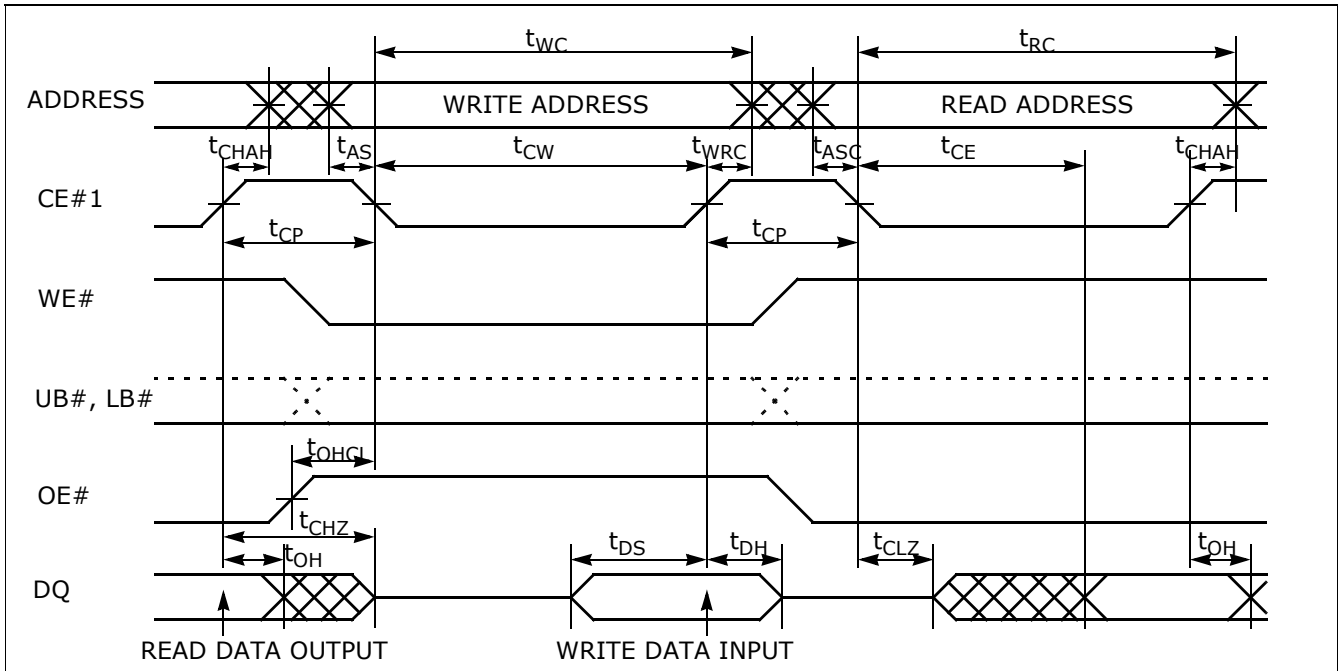 tWC
tRC
ADDRESS
WRITE ADDRESS
READ ADDRESS
tCHAH
tAS
tCW
tWRC
tASC
tCE
tCHAH
CE#1
tCP
tCP
WE#
UB#, LB#
tOHCL
OE#
tCHZ
tOH
tDS
tDH
tCLZ
tOH
DQ
READ DATA OUTPUT
WRITE DATA INPUT